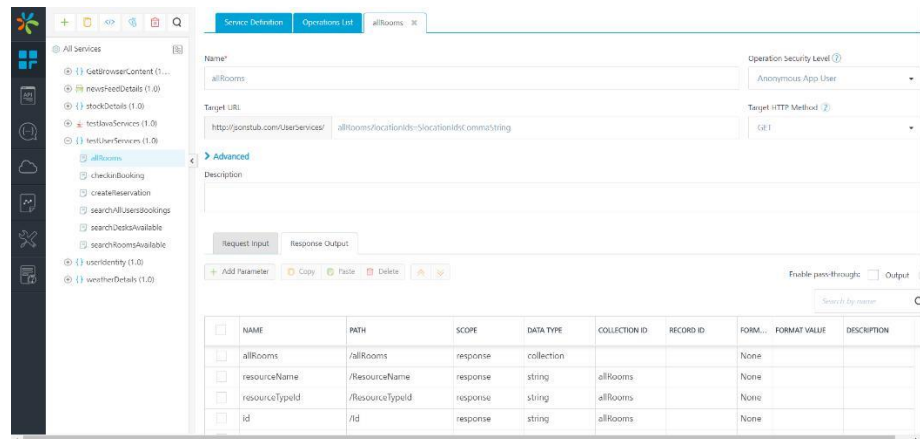 Service Definition
Operations List
allRooms
All Services
GetBrowserContent (1...
newsFeedDetails (1.0)
stockDetails (1.0)
testJavaServices (1.0)
testUserServices (1.0)
allRooms
checkinBooking
createReservation
searchAllUsersBookings
searchDesksAvailable
searchRoomsAvailable
userIdentity (1.0)
weatherDetails (1.0)
API
Name*
Operation Security Level
allRooms
Anonymous App User
Target URL
Target HTTP Method
http://jsonstub.com/UserServices/ allRooms/locationIds=$locationIdsCommaString
GET
Advanced
Description
Request Input Response Output
+ Add Parameter Copy Paste Delete
Enable pass-through: Output
Search by name
NAME PATH SCOPE DATA TYPE COLLECTION ID RECORD ID FORM... FORMAT VALUE DESCRIPTION
allRooms /allRooms response collection None
resourceName /ResourceName response string allRooms None
resourceTypeId /ResourceTypeId response string allRooms None
id /Id response string allRooms None